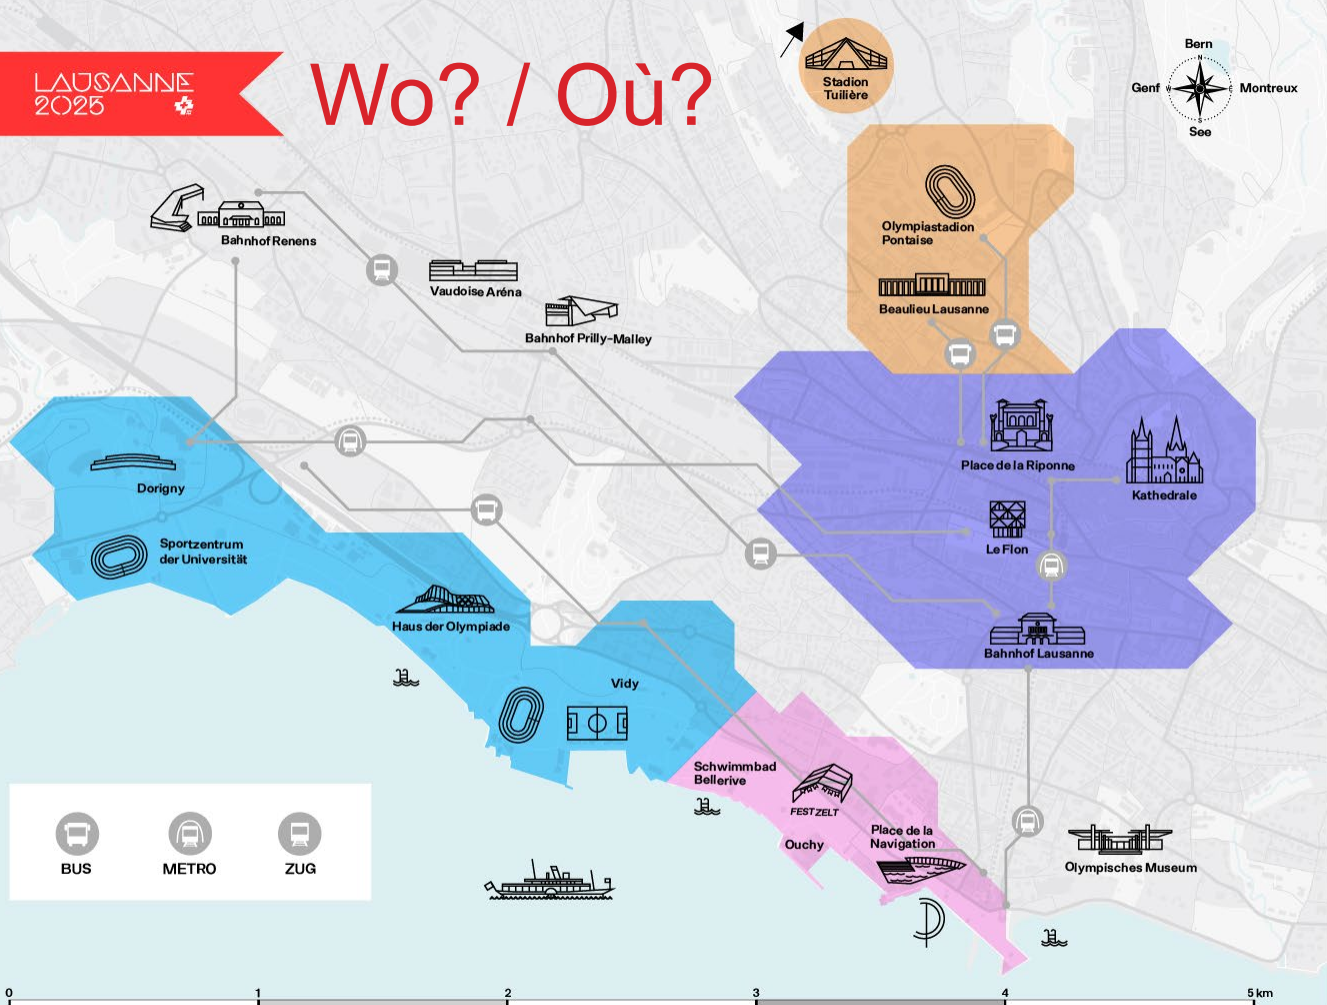 LAUSANNE
2025
Wo? / Où?
Stadion
Tuilière
Bern
Genf W E Montreux
N
S
See
Bahnhof Renens
Vaudoise Aréna
Bahnhof Prilly-Malley
Olympiastadion
Pontaise
Beaulieu Lausanne
Place de la Riponne
Kathedrale
Le Flon
Bahnhof Lausanne
Dorigny
Sportzentrum
der Universität
Haus der Olympiade
Vidy
Schwimmbad
Bellerive
FESTZELT
Ouchy
Place de la
Navigation
Olympisches Museum
BUS METRO ZUG
0 1 2 3 4 5 km